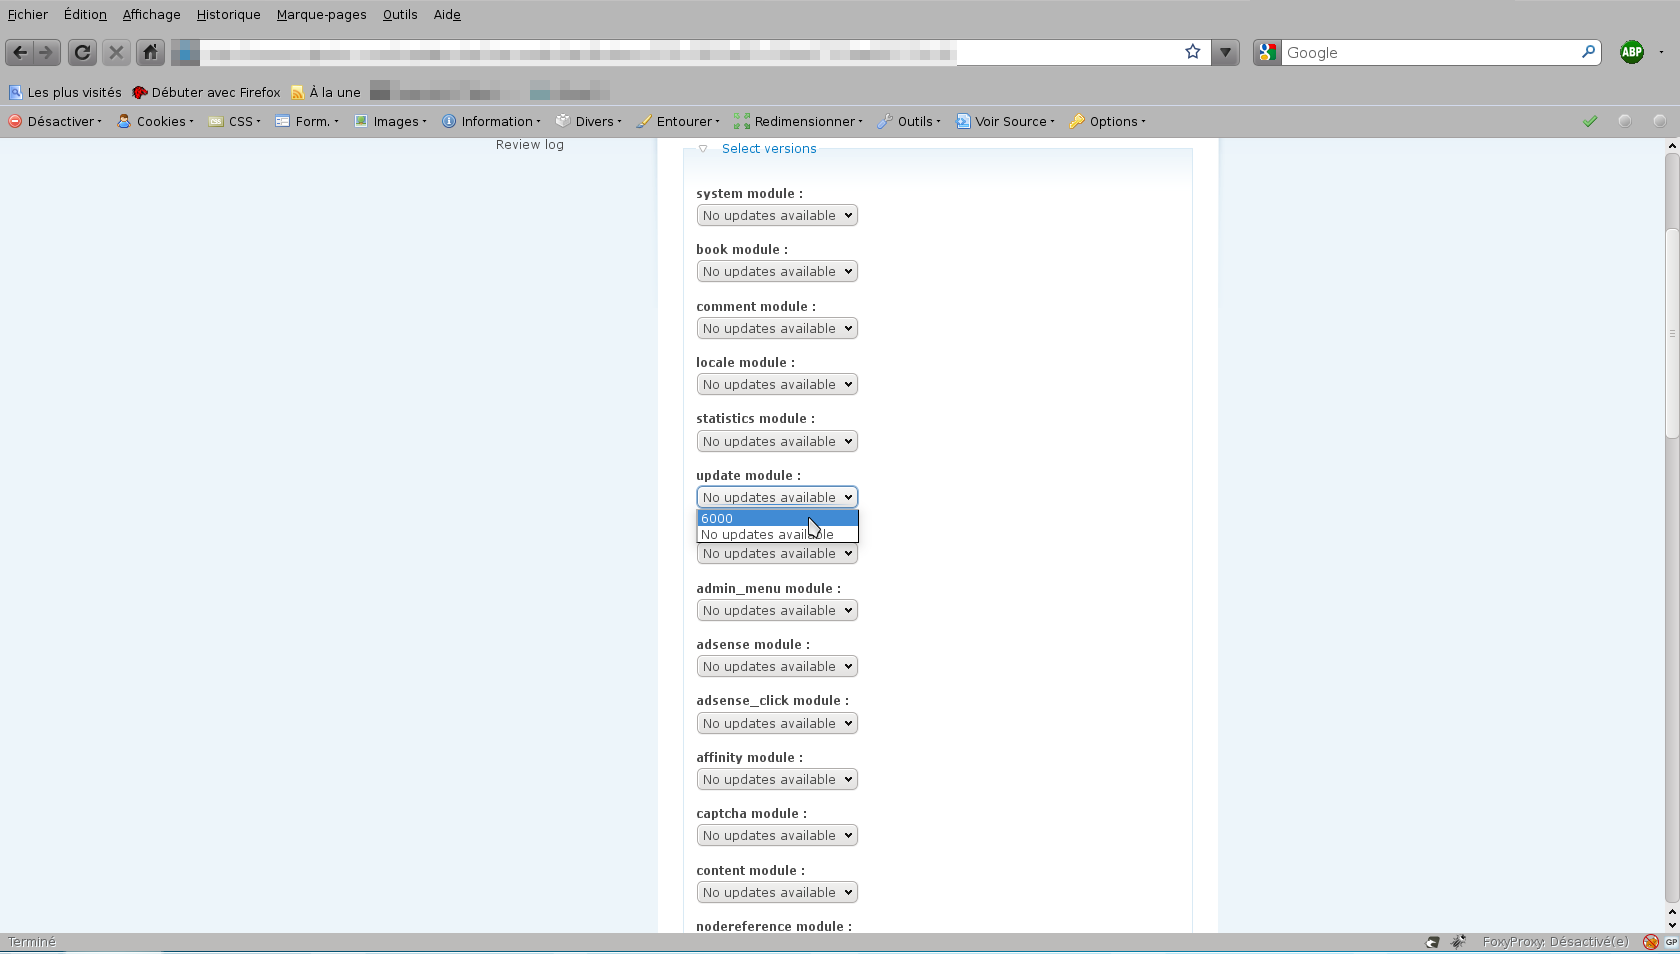 Fichier Édition Affichage Historique Marque-pages Outils Aide
Google
ABP
Les plus visités Débuter avec Firefox À la une
Désactiver Cookies CSS Form. Images Information Divers Entourer Redimensionner Outils Voir Source Options
Review log
Select versions
system module :
No updates available
book module :
No updates available
comment module :
No updates available
locale module :
No updates available
statistics module :
No updates available
update module :
No updates available
6000
No updates available
No updates available
admin_menu module :
No updates available
adsense module :
No updates available
adsense_click module :
No updates available
affinity module :
No updates available
captcha module :
No updates available
content module :
No updates available
nodereference module :
Terminé
FoxyProxy: Désactivé(e)
GP